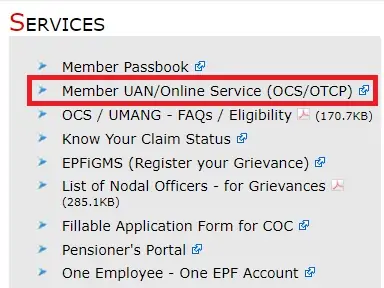 SERVICES
Member Passbook
Member UAN/Online Service (OCS/OTCP)
OCS / UMANG - FAQs / Eligibility (170.7KB)
Know Your Claim Status
EPFiGMS (Register your Grievance)
List of Nodal Officers - for Grievances
(285.1KB)
Fillable Application Form for COC
Pensioner's Portal
One Employee - One EPF Account